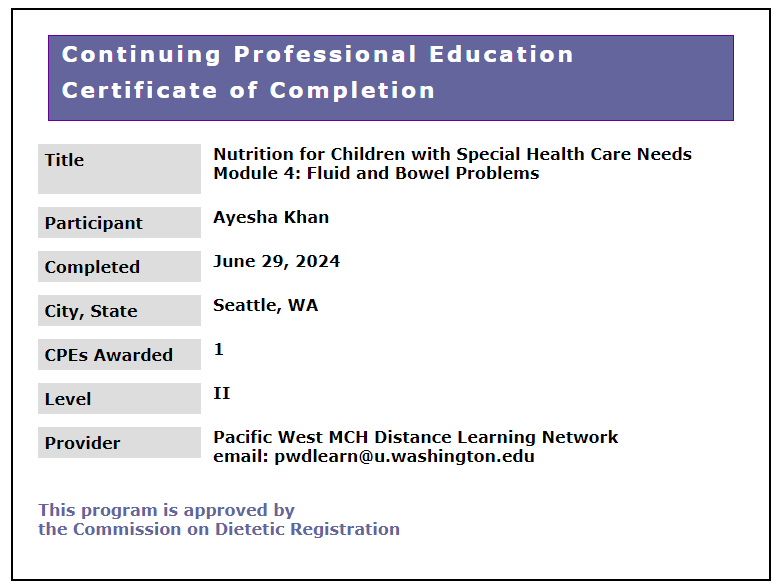 Continuing Professional Education
Certificate of Completion
Title
Nutrition for Children with Special Health Care Needs
Module 4: Fluid and Bowel Problems
Participant
Ayesha Khan
Completed
June 29, 2024
City, State
Seattle, WA
CPEs Awarded
1
Level
II
Provider
Pacific West MCH Distance Learning Network
email: pwdlearn@u.washington.edu
This program is approved by
the Commission on Dietetic Registration